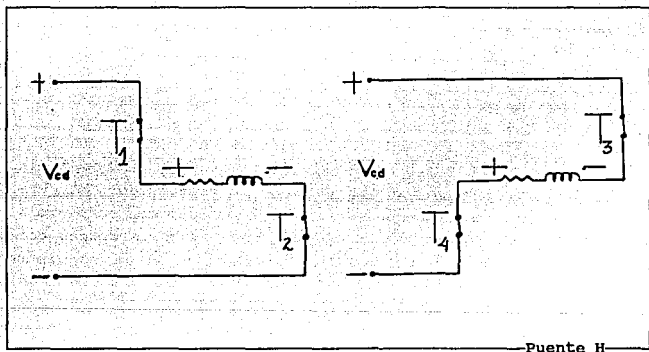 +
T1
Vcd
+ -
T2
-
+
T3
Vcd
+ -
T4
-
Puente H